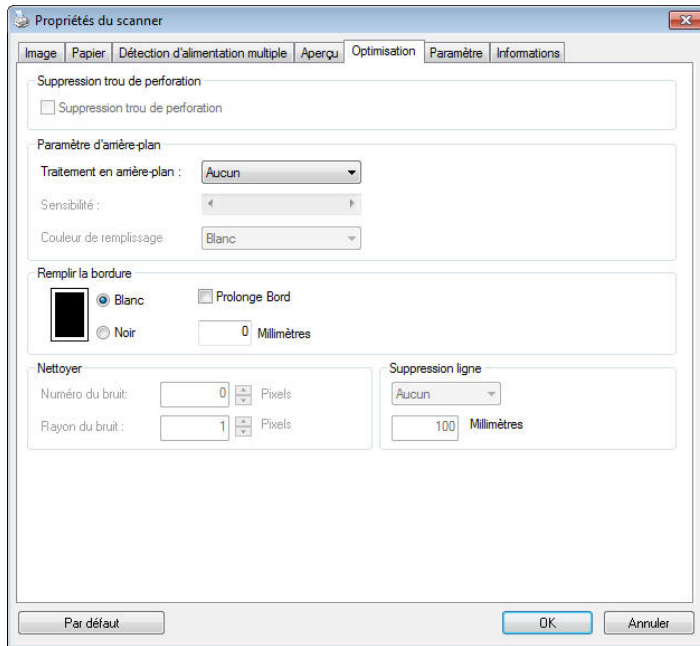 Propriétés du scanner
Image Papier Détection d'alimentation multiple Aperçu Optimisation Paramètre Informations
Suppression trou de perforation
Suppression trou de perforation
Paramètre d'arrière-plan
Traitement en arrière-plan : Aucun
Sensibilité :
Couleur de remplissage Blanc
Remplir la bordure
Blanc Prolonge Bord
Noir 0 Millimètres
Nettoyer Suppression ligne
Numéro du bruit: 0 Pixels Aucun
Rayon du bruit : 1 Pixels 100 Millimètres
Par défaut OK Annuler